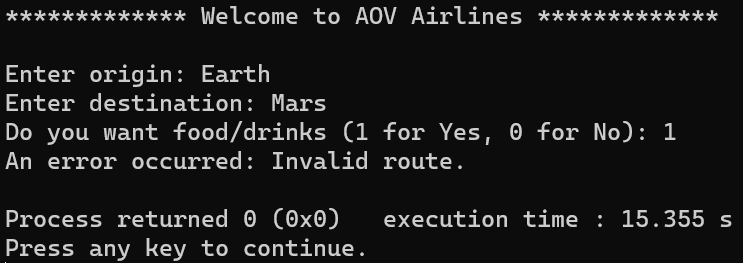 ************* Welcome to AOV Airlines *************
Enter origin: Earth
Enter destination: Mars
Do you want food/drinks (1 for Yes, 0 for No): 1
An error occurred: Invalid route.
Process returned 0 (0x0)   execution time : 15.355 s
Press any key to continue.